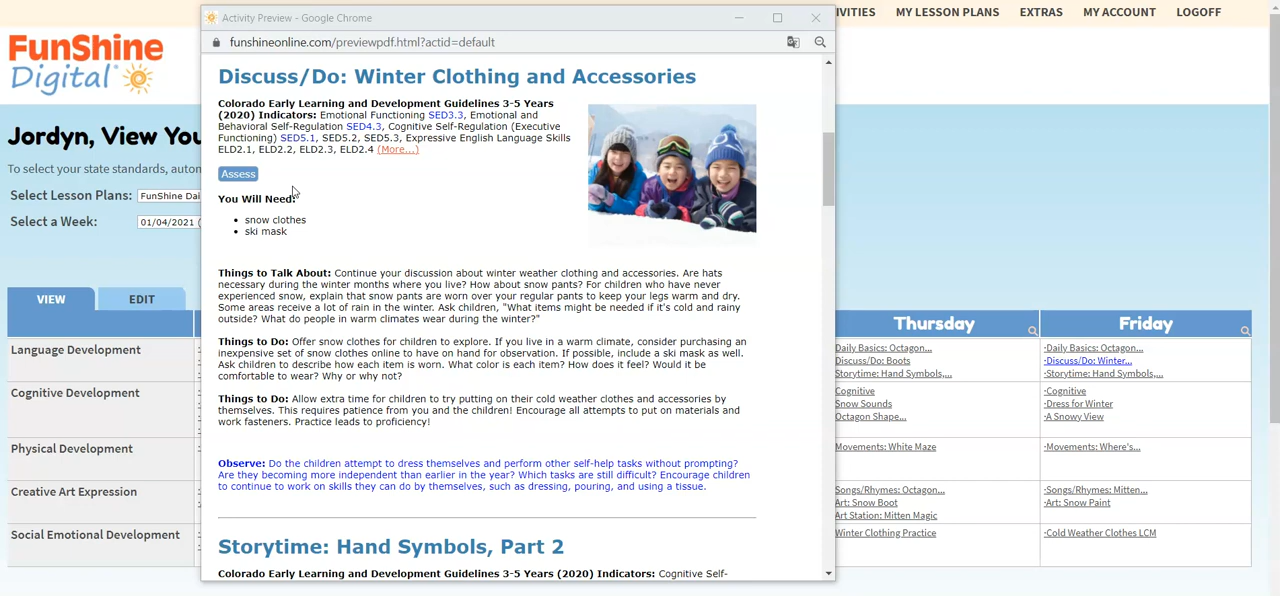 VITIES MY LESSON PLANS EXTRAS MY ACCOUNT LOGOFF
FunShine
Digital
Activity Preview - Google Chrome
funshineonline.com/previewpdf.html?actid=default
Jordyn, View You
To select your state standards, auton
Select Lesson Plans: FunShine Dai
Select a Week: 01/04/2021 (
VIEW EDIT
Discuss/Do: Winter Clothing and Accessories
Colorado Early Learning and Development Guidelines 3-5 Years
(2020) Indicators: Emotional Functioning SED3.3, Emotional and
Behavioral Self-Regulation SED4.3, Cognitive Self-Regulation (Executive
Functioning) SED5.1, SED5.2, SED5.3, Expressive English Language Skills
ELD2.1, ELD2.2, ELD2.3, ELD2.4 (More...)
Assess
You Will Need:
• snow clothes
• ski mask
Things to Talk About: Continue your discussion about winter weather clothing and accessories. Are hats
necessary during the winter months where you live? How about snow pants? For children who have never
experienced snow, explain that snow pants are worn over your regular pants to keep your legs warm and dry.
Some areas receive a lot of rain in the winter. Ask children, "What items might be needed if it's cold and rainy
outside? What do people in warm climates wear during the winter?"
Things to Do: Offer snow clothes for children to explore. If you live in a warm climate, consider purchasing an
inexpensive set of snow clothes online to have on hand for observation. If possible, include a ski mask as well.
Ask children to describe how each item is worn. What color is each item? How does it feel? Would it be
comfortable to wear? Why or why not?
Things to Do: Allow extra time for children to try putting on their cold weather clothes and accessories by
themselves. This requires patience from you and the children! Encourage all attempts to put on materials and
work fasteners. Practice leads to proficiency!
Observe: Do the children attempt to dress themselves and perform other self-help tasks without prompting?
Are they becoming more independent than earlier in the year? Which tasks are still difficult? Encourage children
to continue to work on skills they can do by themselves, such as dressing, pouring, and using a tissue.
Storytime: Hand Symbols, Part 2
Colorado Early Learning and Development Guidelines 3-5 Years (2020) Indicators: Cognitive Self-
Thursday Friday
Language Development
Daily Basics: Octagon... ·Daily Basics: Octagon...
Discuss/Do: Boots ·Discuss/Do: Winter...
Storytime: Hand Symbols,... ·Storytime: Hand Symbols,...
Cognitive Development
Cognitive ·Cognitive
Snow Sounds ·Dress for Winter
Octagon Shape... ·A Snowy View
Physical Development
Movements: White Maze ·Movements: Where's...
Creative Art Expression
Songs/Rhymes: Octagon... ·Songs/Rhymes: Mitten...
Art: Snow Boot ·Art: Snow Paint
Art Station: Mitten Magic
Social Emotional Development
Winter Clothing Practice ·Cold Weather Clothes LCM